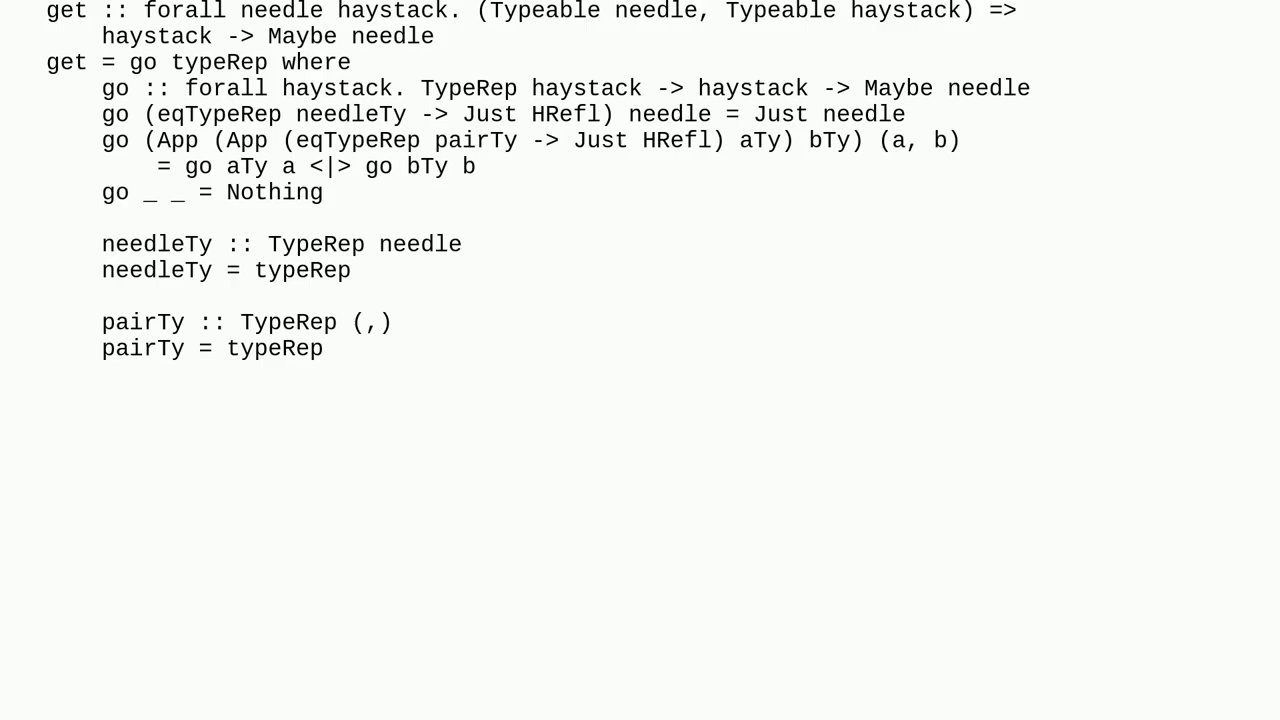 get :: forall needle haystack. (Typeable needle, Typeable haystack) =>
    haystack -> Maybe needle
get = go typeRep where
    go :: forall haystack. TypeRep haystack -> haystack -> Maybe needle
    go (eqTypeRep needleTy -> Just HRefl) needle = Just needle
    go (App (App (eqTypeRep pairTy -> Just HRefl) aTy) bTy) (a, b)
        = go aTy a <|> go bTy b
    go _ _ = Nothing

    needleTy :: TypeRep needle
    needleTy = typeRep

    pairTy :: TypeRep (,)
    pairTy = typeRep